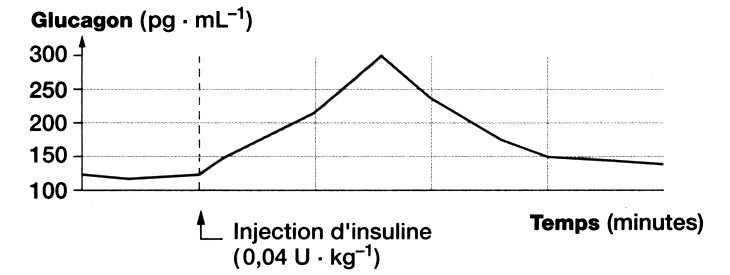 Glucagon (pg · mL⁻¹)
300
250
200
150
100
Injection d'insuline
(0,04 U · kg⁻¹)
Temps (minutes)